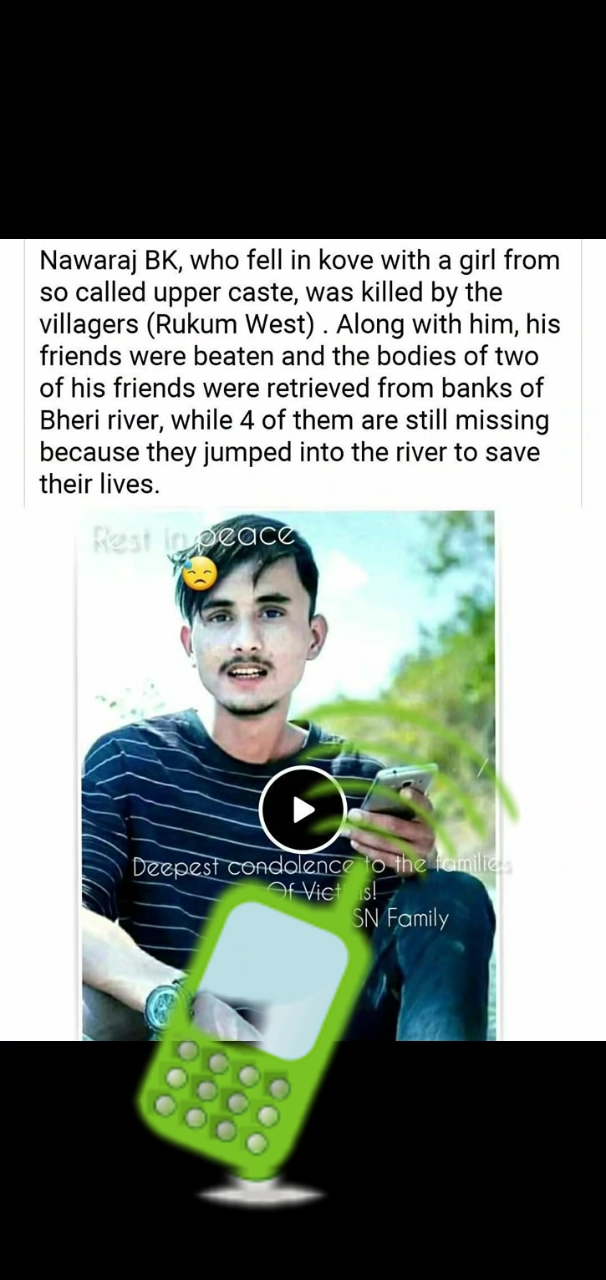 Nawaraj BK, who fell in kove with a girl from
so called upper caste, was killed by the
villagers (Rukum West) . Along with him, his
friends were beaten and the bodies of two
of his friends were retrieved from banks of
Bheri river, while 4 of them are still missing
because they jumped into the river to save
their lives.
Rest in peace
Deepest condolence to the families
Of
SN Family